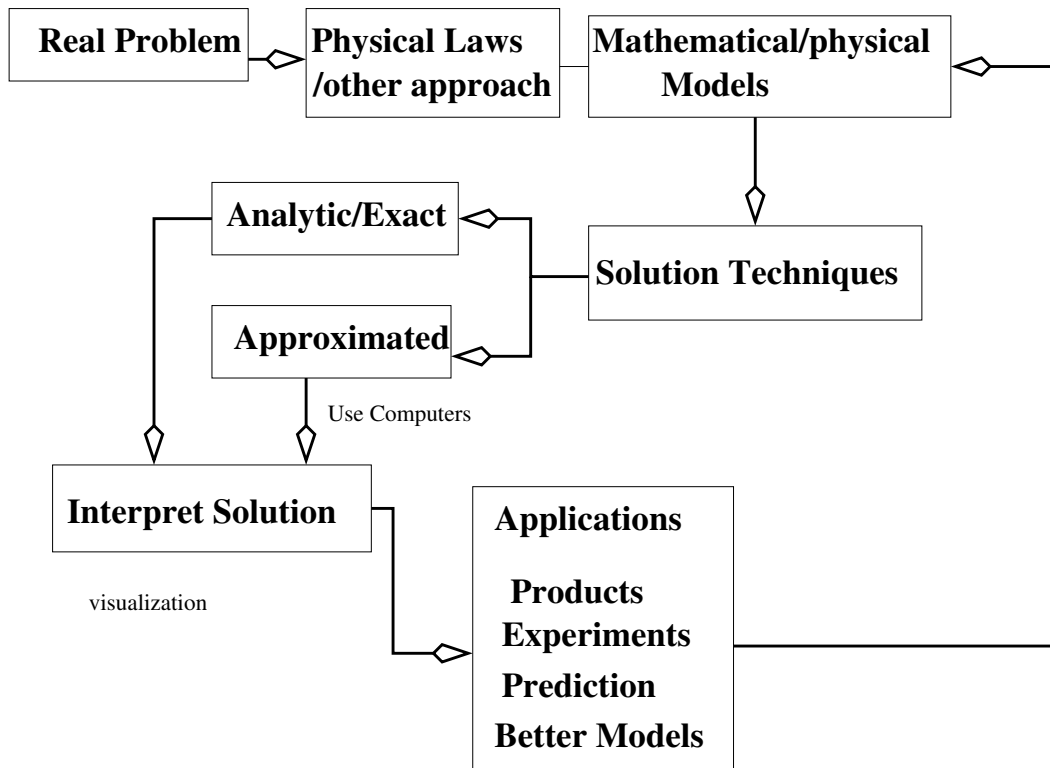 Real Problem
Physical Laws
/other approach
Mathematical/physical
Models
Analytic/Exact
Solution Techniques
Approximated
Use Computers
Interpret Solution
visualization
Applications
Products
Experiments
Prediction
Better Models